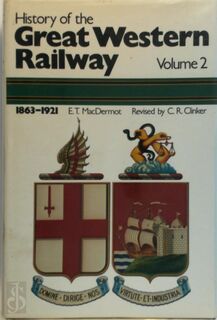 History of the
Great Western
Railway Volume 2
1863-1921 E.T. MacDermot Revised by C.R. Clinker
DOMINE · DIRIGE · NOS
VIRTUTE·ET·INDUSTRIA